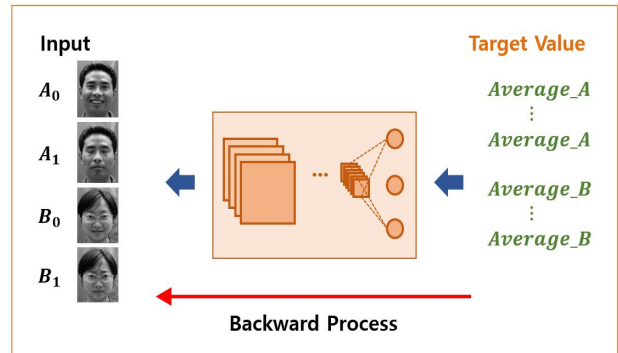 Input
Target Value
A₀
A₁
B₀
B₁
...
Average_A
⋮
Average_A
Average_B
⋮
Average_B
Backward Process